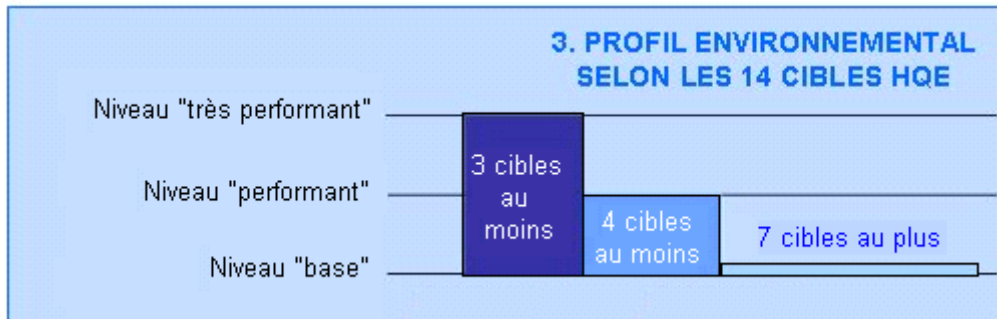 3. PROFIL ENVIRONNEMENTAL
SELON LES 14 CIBLES HQE
Niveau "très performant"
3 cibles
au
moins
Niveau "performant"
4 cibles
au moins
7 cibles au plus
Niveau "base"